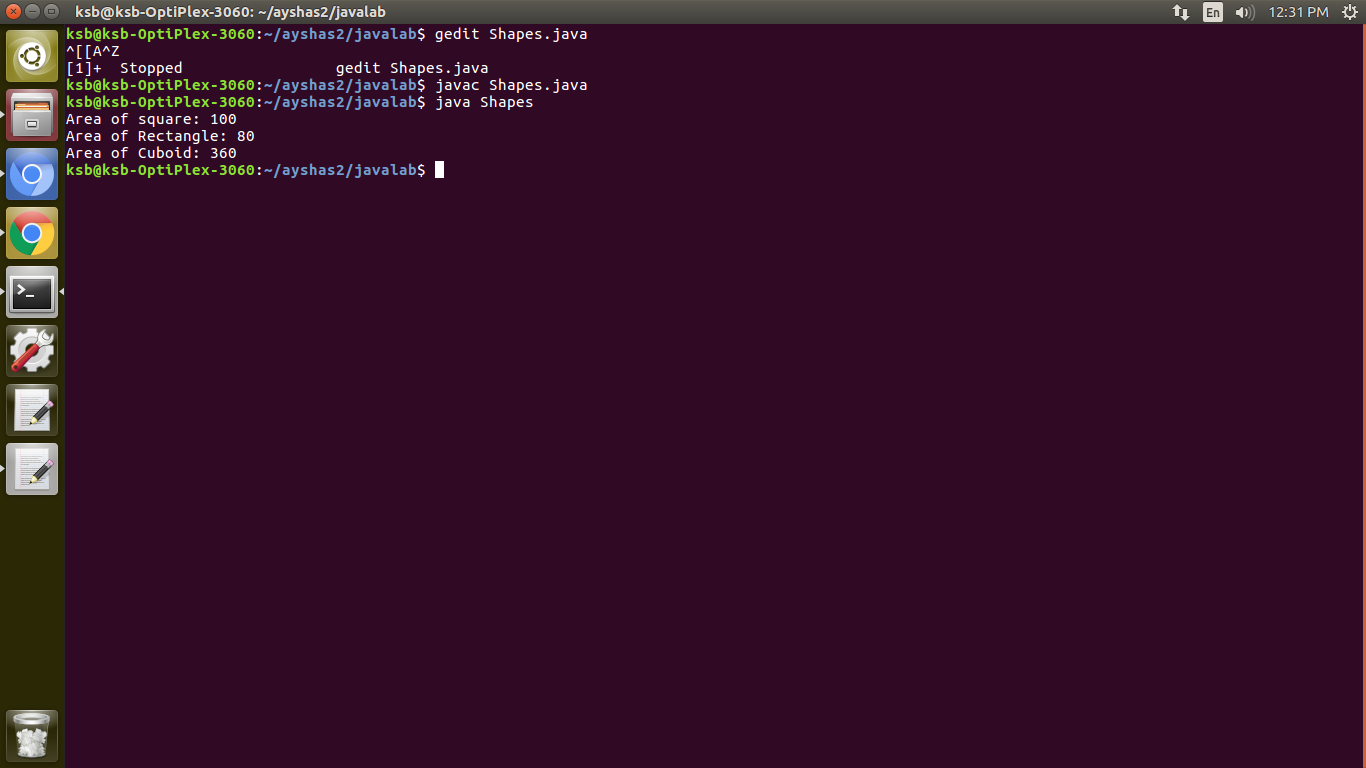 ksb@ksb-OptiPlex-3060: ~/ayshas2/javalab
En
12:31 PM
ksb@ksb-OptiPlex-3060:~/ayshas2/javalab$ gedit Shapes.java
^[[A^Z
[1]+  Stopped                 gedit Shapes.java
ksb@ksb-OptiPlex-3060:~/ayshas2/javalab$ javac Shapes.java
ksb@ksb-OptiPlex-3060:~/ayshas2/javalab$ java Shapes
Area of square: 100
Area of Rectangle: 80
Area of Cuboid: 360
ksb@ksb-OptiPlex-3060:~/ayshas2/javalab$